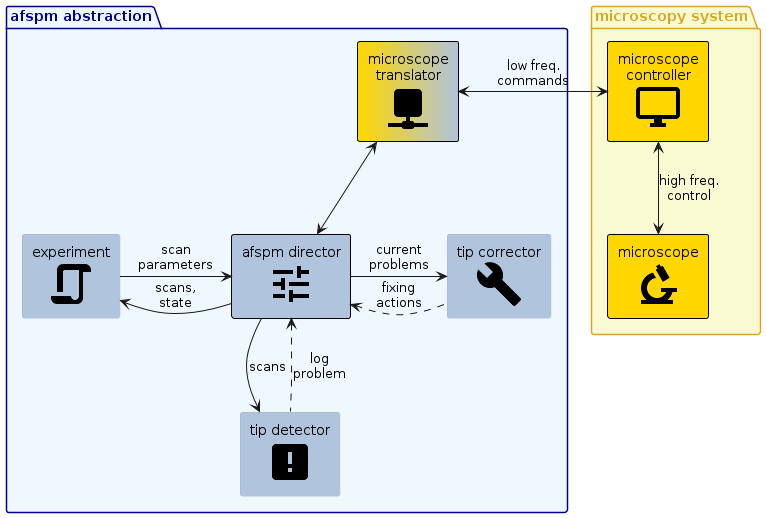 afspm abstraction
microscopy system
microscope
translator
low freq.
commands
microscope
controller
high freq.
control
experiment
scan
parameters
scans,
state
afspm director
current
problems
fixing
actions
tip corrector
microscope
scans
log
problem
tip detector